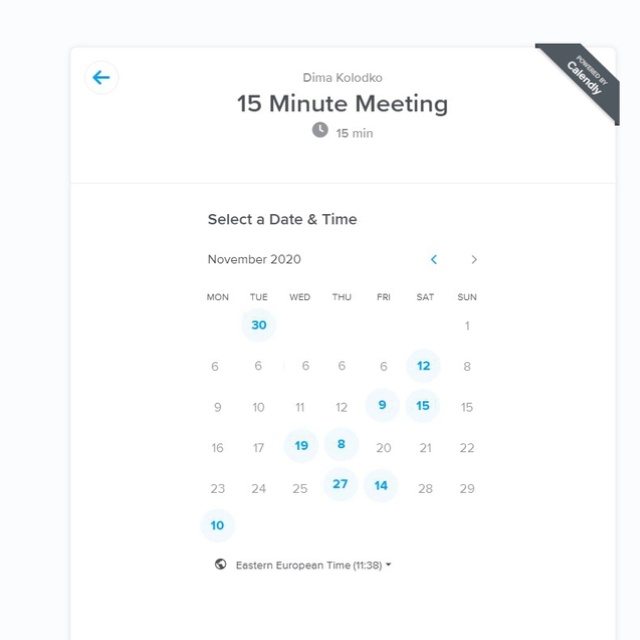 POWERED BY
Calendly
Dima Kolodko
15 Minute Meeting
15 min
Select a Date & Time
November 2020
MON TUE WED THU FRI SAT SUN
30 1
6 6 6 6 6 12 8
9 10 11 12 9 15 15
16 17 19 8 20 21 22
23 24 25 27 14 28 29
10
Eastern European Time (11:38)